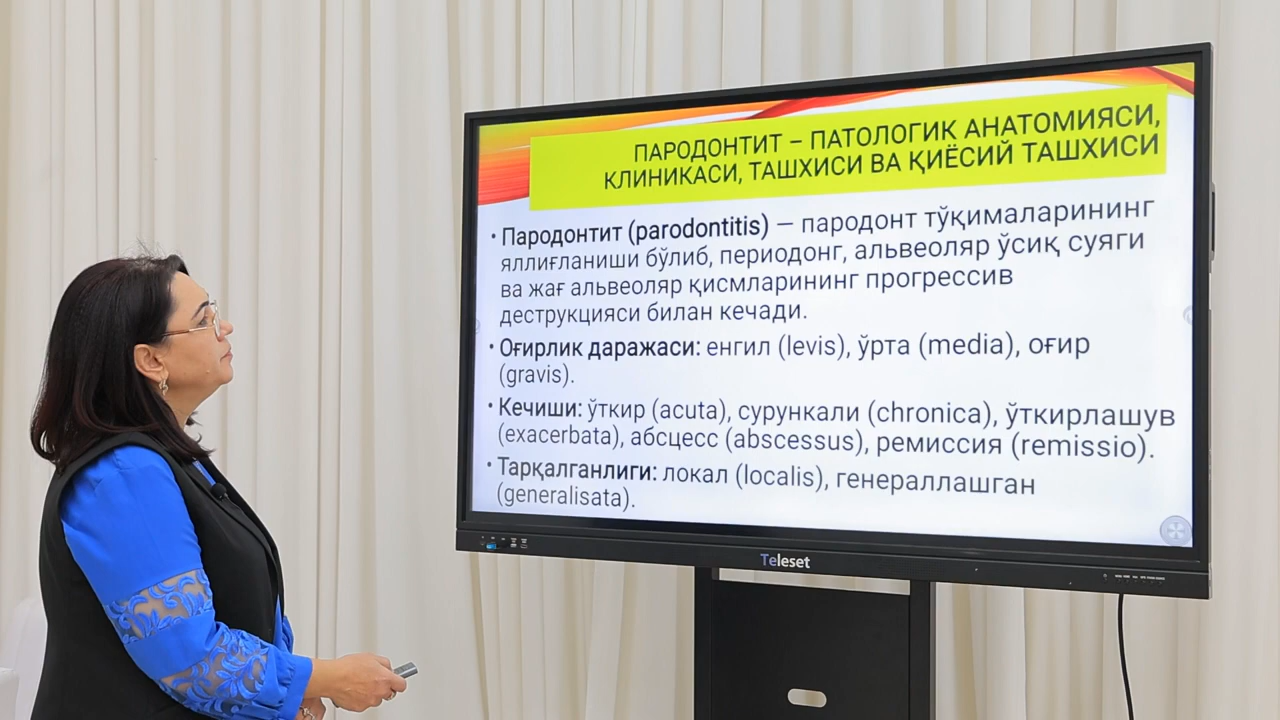 ПАРОДОНТИТ – ПАТОЛОГИК АНАТОМИЯСИ,
КЛИНИКАСИ, ТАШХИСИ ВА ҚИЁСИЙ ТАШХИСИ
• Пародонтит (parodontitis) — пародонт тўқималарининг
яллиғланиши бўлиб, периодонг, альвеоляр ўсиқ суяги
ва жағ альвеоляр қисмларининг прогрессив
деструкцияси билан кечади.
• Оғирлик даражаси: енгил (levis), ўрта (media), оғир
(gravis).
• Кечиши: ўткир (acuta), сурункали (chronica), ўткирлашув
(exacerbata), абсцесс (abscessus), ремиссия (remissio).
• Тарқалганлиги: локал (localis), генераллашган
(generalisata).
Teleset